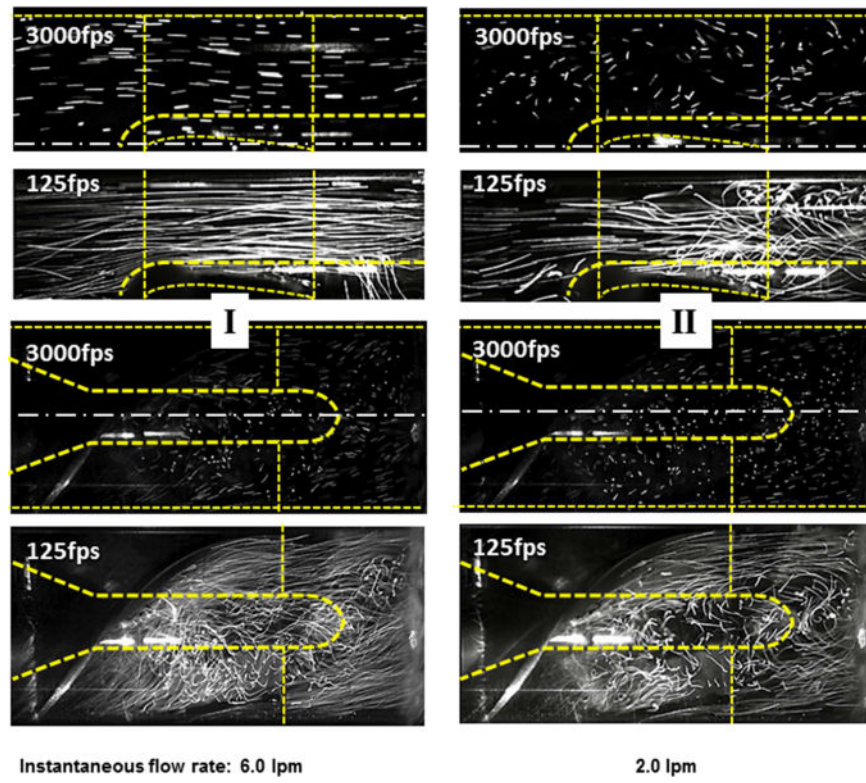 3000fps
3000fps
125fps
125fps
I
II
3000fps
3000fps
125fps
125fps
Instantaneous flow rate: 6.0 lpm
2.0 lpm